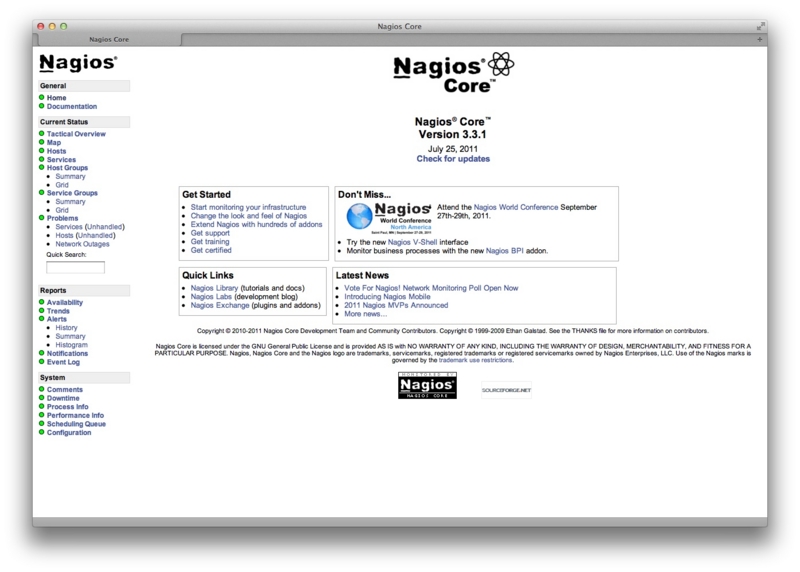 Nagios Core
Nagios Core
Nagios®
General
Home
Documentation
Current Status
Tactical Overview
Map
Hosts
Services
Host Groups
Summary
Grid
Service Groups
Summary
Grid
Problems
Services (Unhandled)
Hosts (Unhandled)
Network Outages
Quick Search:
Reports
Availability
Trends
Alerts
History
Summary
Histogram
Notifications
Event Log
System
Comments
Downtime
Process Info
Performance Info
Scheduling Queue
Configuration
Nagios®
Core™
Nagios® Core™
Version 3.3.1
July 25, 2011
Check for updates
Get Started
Start monitoring your infrastructure
Change the look and feel of Nagios
Extend Nagios with hundreds of addons
Get support
Get training
Get certified
Don't Miss...
Nagios
World Conference
North America
Saint Paul, MN | September 27-29, 2011
Attend the Nagios World Conference September
27th-29th, 2011.
Try the new Nagios V-Shell interface
Monitor business processes with the new Nagios BPI addon.
Quick Links
Nagios Library (tutorials and docs)
Nagios Labs (development blog)
Nagios Exchange (plugins and addons)
Latest News
Vote For Nagios! Network Monitoring Poll Open Now
Introducing Nagios Mobile
2011 Nagios MVPs Announced
More news...
Copyright © 2010-2011 Nagios Core Development Team and Community Contributors. Copyright © 1999-2009 Ethan Galstad. See the THANKS file for more information on contributors.
Nagios Core is licensed under the GNU General Public License and is provided AS IS with NO WARRANTY OF ANY KIND, INCLUDING THE WARRANTY OF DESIGN, MERCHANTABILITY, AND FITNESS FOR A
PARTICULAR PURPOSE. Nagios, Nagios Core and the Nagios logo are trademarks, servicemarks, registered trademarks or registered servicemarks owned by Nagios Enterprises, LLC. Use of the Nagios marks is
governed by the trademark use restrictions.
MONITORED BY
Nagios®
NAGIOS CORE
SOURCEFORGE.NET